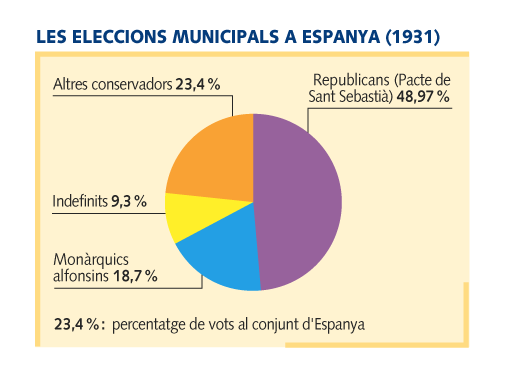 LES ELECCIONS MUNICIPALS A ESPANYA (1931)
Altres conservadors 23,4 %
Republicans (Pacte de
Sant Sebastià) 48,97 %
Indefinits 9,3 %
Monàrquics
alfonsins 18,7 %
23,4 %: percentatge de vots al conjunt d'Espanya